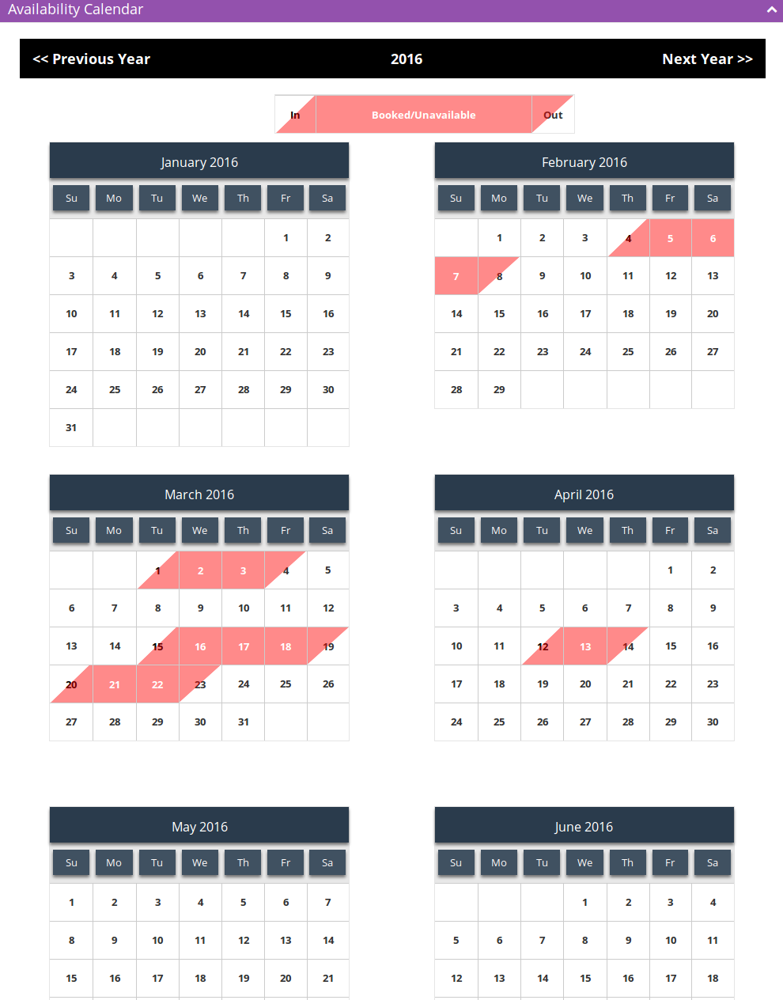 Availability Calendar
<< Previous Year 2016 Next Year >>
In Booked/Unavailable Out
January 2016
Su Mo Tu We Th Fr Sa
1 2
3 4 5 6 7 8 9
10 11 12 13 14 15 16
17 18 19 20 21 22 23
24 25 26 27 28 29 30
31
February 2016
Su Mo Tu We Th Fr Sa
1 2 3 4 5 6
7 8 9 10 11 12 13
14 15 16 17 18 19 20
21 22 23 24 25 26 27
28 29
March 2016
Su Mo Tu We Th Fr Sa
1 2 3 4 5
6 7 8 9 10 11 12
13 14 15 16 17 18 19
20 21 22 23 24 25 26
27 28 29 30 31
April 2016
Su Mo Tu We Th Fr Sa
1 2
3 4 5 6 7 8 9
10 11 12 13 14 15 16
17 18 19 20 21 22 23
24 25 26 27 28 29 30
May 2016
Su Mo Tu We Th Fr Sa
1 2 3 4 5 6 7
8 9 10 11 12 13 14
15 16 17 18 19 20 21
June 2016
Su Mo Tu We Th Fr Sa
1 2 3 4
5 6 7 8 9 10 11
12 13 14 15 16 17 18